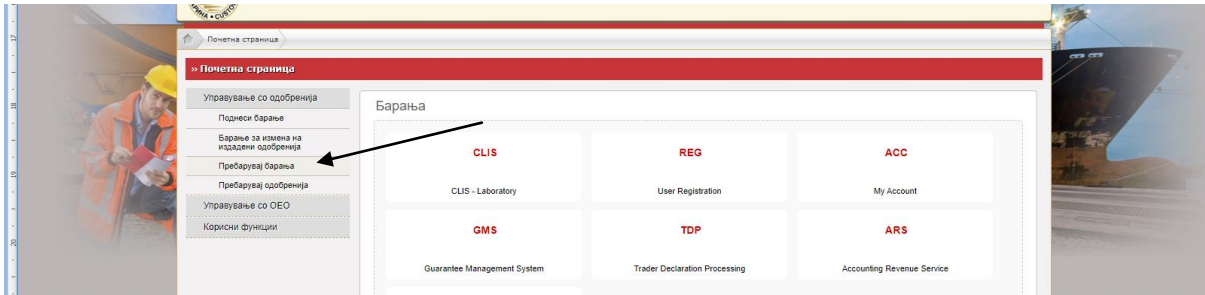 Почетна страница
» Почетна страница
Управување со одобренија
Поднеси барање
Барање за измена на
издадени одобренија
Пребарувај барања
Пребарувај одобренија
Управување со ОЕО
Корисни функции
Барања
CLIS
REG
ACC
CLIS - Laboratory
User Registration
My Account
GMS
TDP
ARS
Guarantee Management System
Trader Declaration Processing
Accounting Revenue Service